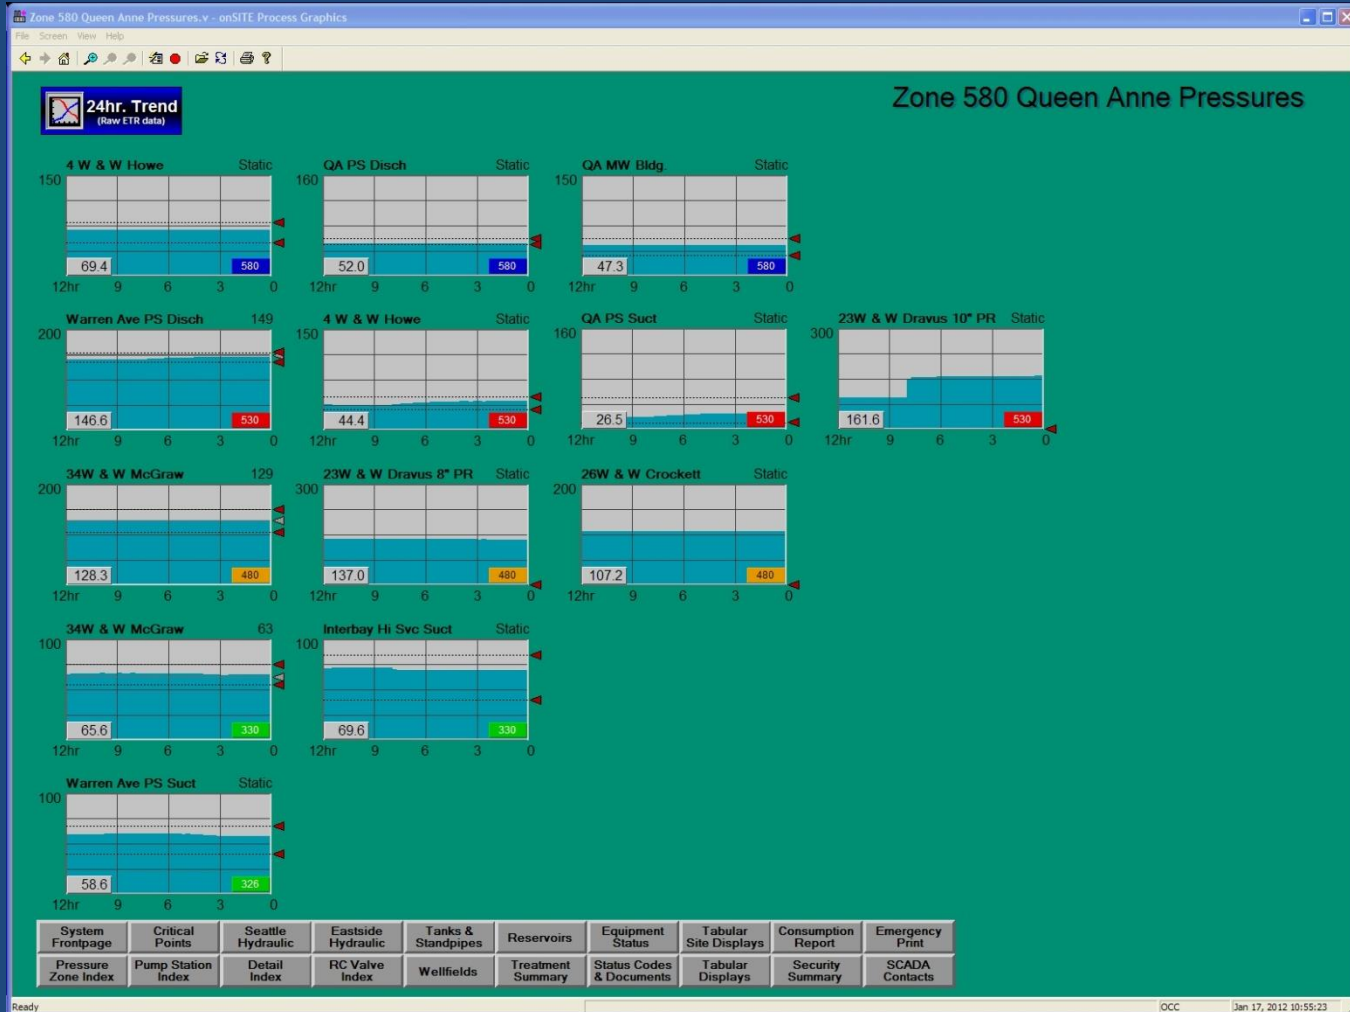 Zone 580 Queen Anne Pressures.v - onSITE Process Graphics
File Screen View Help
24hr. Trend
(Raw ETR data)
Zone 580 Queen Anne Pressures
4 W & W Howe Static
150
69.4 580
12hr 9 6 3 0
QA PS Disch Static
160
52.0 580
12hr 9 6 3 0
QA MW Bldg. Static
150
47.3 580
12hr 9 6 3 0
Warren Ave PS Disch 149
200
146.6 530
12hr 9 6 3 0
4 W & W Howe Static
150
44.4 530
12hr 9 6 3 0
QA PS Suct Static
160
26.5 530
12hr 9 6 3 0
23W & W Dravus 10" PR Static
300
161.6 530
12hr 9 6 3 0
34W & W McGraw 129
200
128.3 480
12hr 9 6 3 0
23W & W Dravus 8" PR Static
300
137.0 480
12hr 9 6 3 0
26W & W Crockett Static
200
107.2 480
12hr 9 6 3 0
34W & W McGraw 63
100
65.6 330
12hr 9 6 3 0
Interbay Hi Svc Suct Static
100
69.6 330
12hr 9 6 3 0
Warren Ave PS Suct Static
100
58.6 326
12hr 9 6 3 0
System
Frontpage
Critical
Points
Seattle
Hydraulic
Eastside
Hydraulic
Tanks &
Standpipes
Reservoirs
Equipment
Status
Tabular
Site Displays
Consumption
Report
Emergency
Print
Pressure
Zone Index
Pump Station
Index
Detail
Index
RC Valve
Index
Wellfields
Treatment
Summary
Status Codes
& Documents
Tabular
Displays
Security
Summary
SCADA
Contacts
Ready OCC Jan 17, 2012 10:55:23